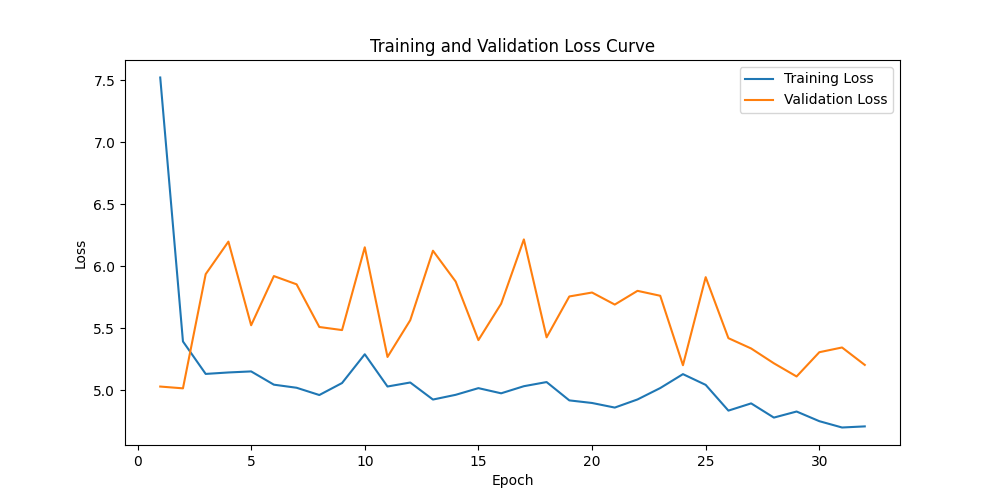 Training and Validation Loss Curve
Training Loss
Validation Loss
7.5
7.0
6.5
6.0
5.5
5.0
Loss
0 5 10 15 20 25 30
Epoch